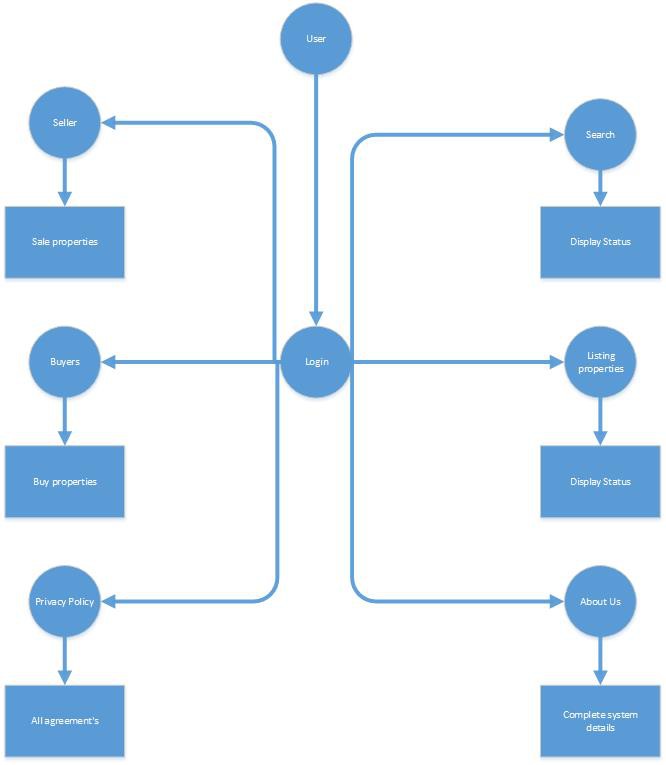 User
Seller
Search
Sale properties
Display Status
Buyers
Login
Listing
properties
Buy properties
Display Status
Privacy Policy
About Us
All agreement's
Complete system
details